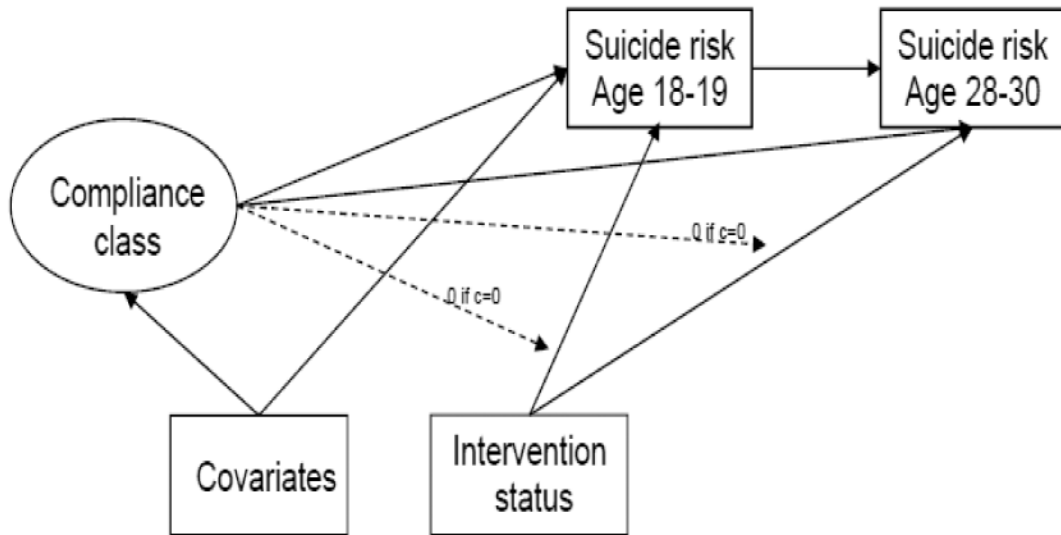 Suicide risk
Age 18-19
Suicide risk
Age 28-30
Compliance
class
0 if c=0
0 if c=0
Covariates
Intervention
status